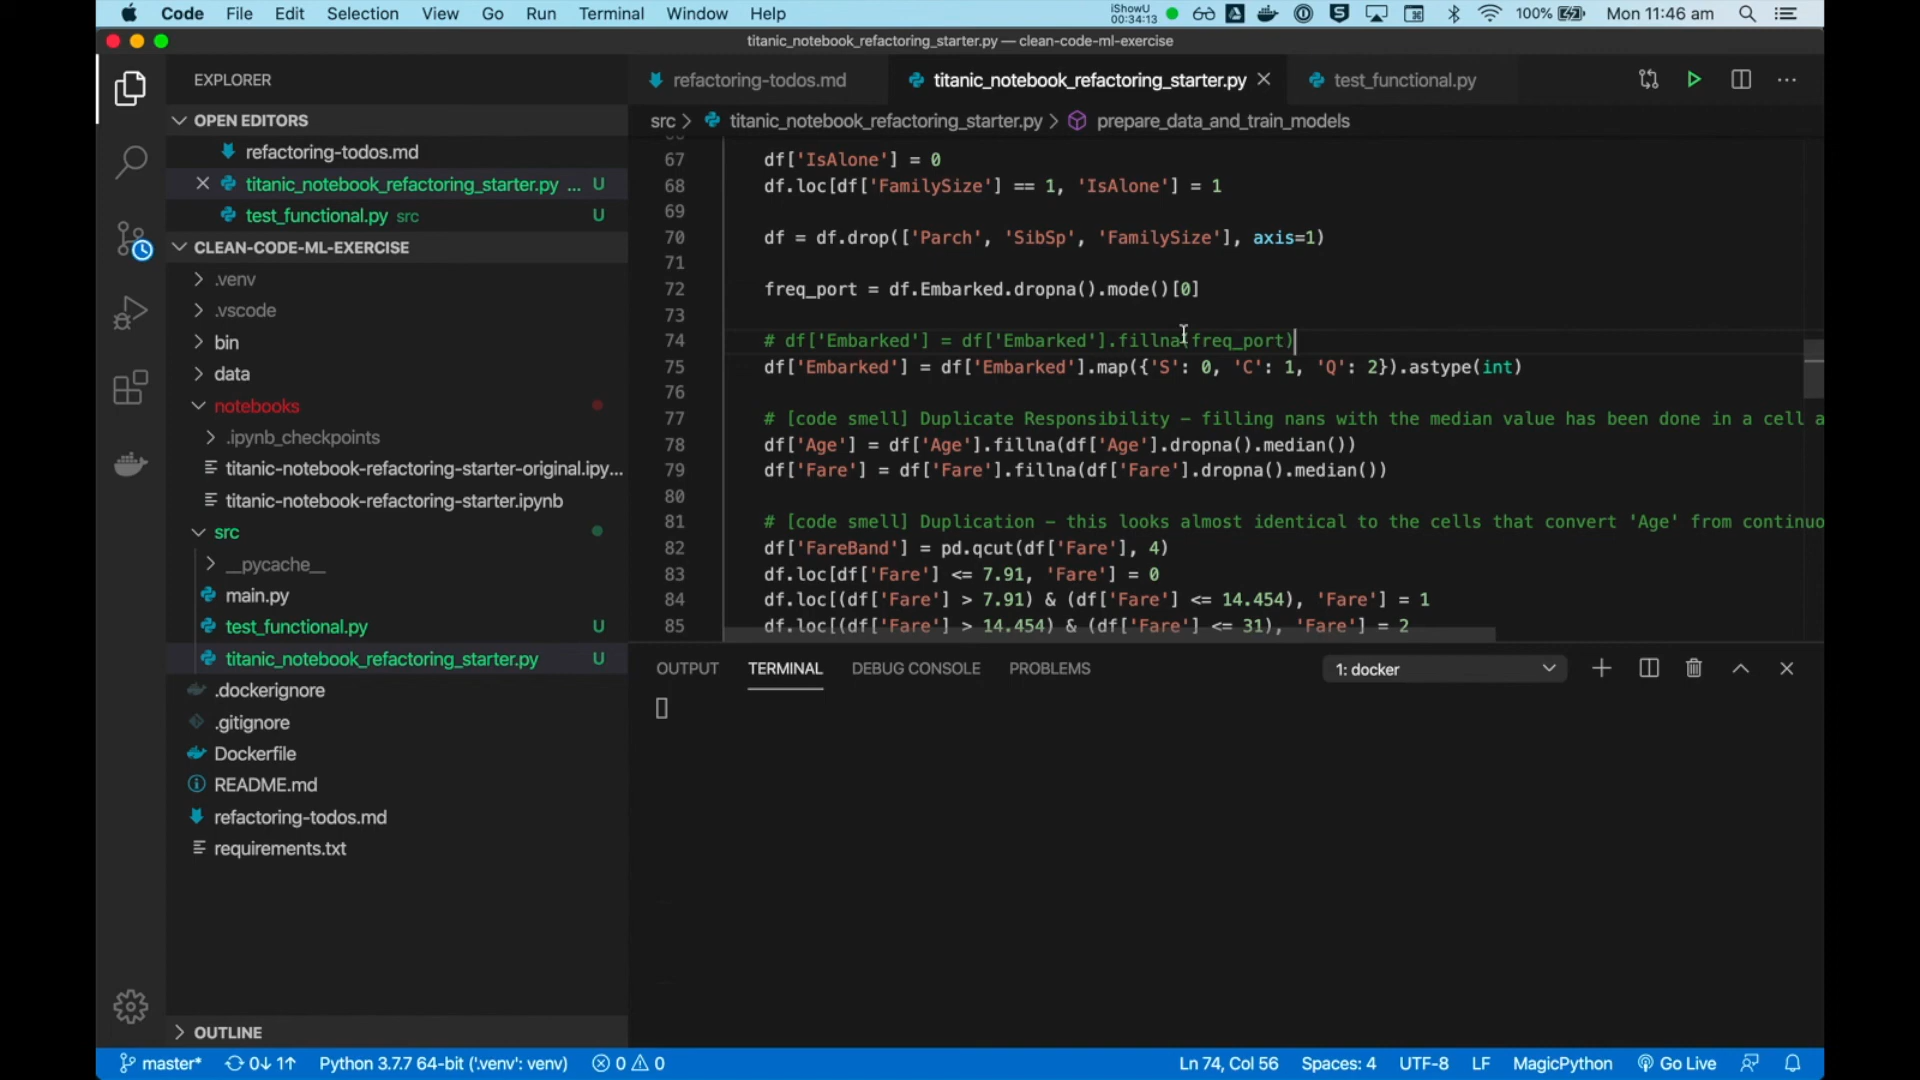 Code File Edit Selection View Go Run Terminal Window Help iShowU 00:34:13 100% Mon 11:46 am
titanic_notebook_refactoring_starter.py — clean-code-ml-exercise
EXPLORER
OPEN EDITORS
refactoring-todos.md
titanic_notebook_refactoring_starter.py ... U
test_functional.py src U
CLEAN-CODE-ML-EXERCISE
.venv
.vscode
bin
data
notebooks
.ipynb_checkpoints
titanic-notebook-refactoring-starter-original.ipy...
titanic-notebook-refactoring-starter.ipynb
src
__pycache__
main.py
test_functional.py U
titanic_notebook_refactoring_starter.py U
.dockerignore
.gitignore
Dockerfile
README.md
refactoring-todos.md
requirements.txt
OUTLINE
refactoring-todos.md titanic_notebook_refactoring_starter.py test_functional.py
src > titanic_notebook_refactoring_starter.py > prepare_data_and_train_models
67 df['IsAlone'] = 0
68 df.loc[df['FamilySize'] == 1, 'IsAlone'] = 1
69
70 df = df.drop(['Parch', 'SibSp', 'FamilySize'], axis=1)
71
72 freq_port = df.Embarked.dropna().mode()[0]
73
74 # df['Embarked'] = df['Embarked'].fillna(freq_port)
75 df['Embarked'] = df['Embarked'].map({'S': 0, 'C': 1, 'Q': 2}).astype(int)
76
77 # [code smell] Duplicate Responsibility – filling nans with the median value has been done in a cell a
78 df['Age'] = df['Age'].fillna(df['Age'].dropna().median())
79 df['Fare'] = df['Fare'].fillna(df['Fare'].dropna().median())
80
81 # [code smell] Duplication – this looks almost identical to the cells that convert 'Age' from continuo
82 df['FareBand'] = pd.qcut(df['Fare'], 4)
83 df.loc[df['Fare'] <= 7.91, 'Fare'] = 0
84 df.loc[(df['Fare'] > 7.91) & (df['Fare'] <= 14.454), 'Fare'] = 1
85 df.loc[(df['Fare'] > 14.454) & (df['Fare'] <= 31), 'Fare'] = 2
OUTPUT TERMINAL DEBUG CONSOLE PROBLEMS 1: docker
master* 0↓ 1↑ Python 3.7.7 64-bit ('.venv': venv) 0 0 Ln 74, Col 56 Spaces: 4 UTF-8 LF MagicPython Go Live